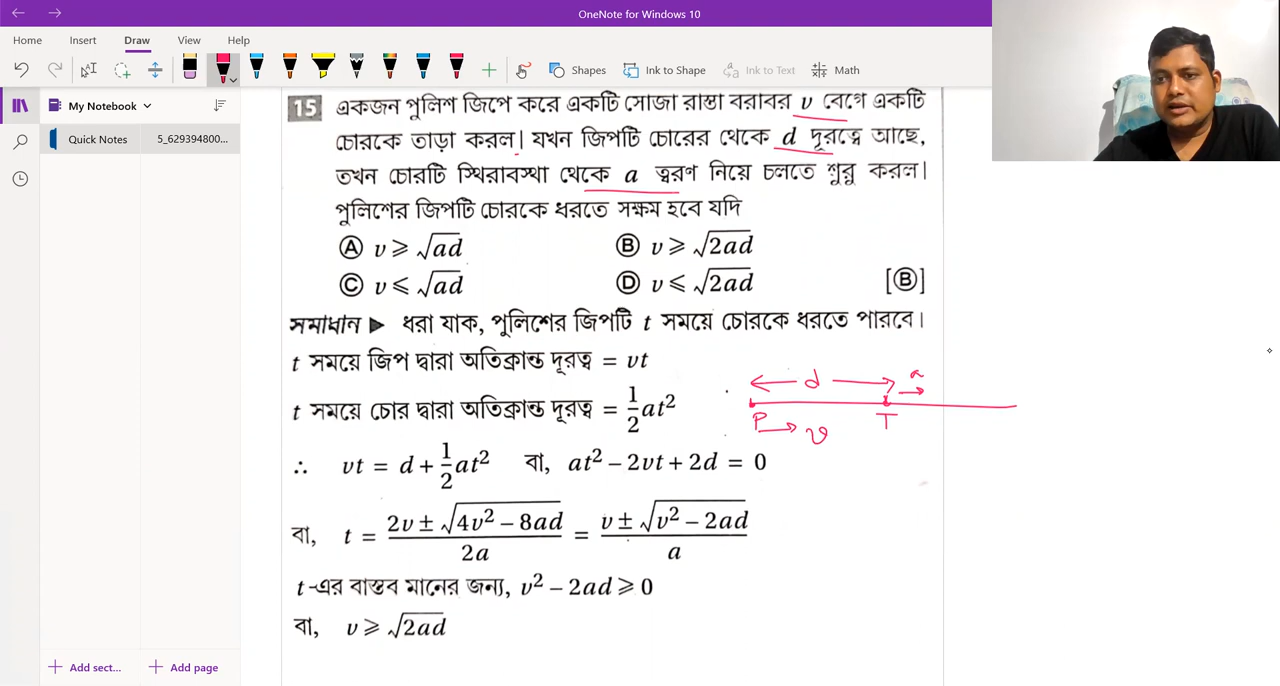 OneNote for Windows 10
Home Insert Draw View Help
Shapes Ink to Shape Ink to Text Math
My Notebook
Quick Notes 5_629394800...
15 একজন পুলিশ জিপে করে একটি সোজা রাস্তা বরাবর v বেগে একটি
চোরকে তাড়া করল। যখন জিপটি চোরের থেকে d দূরত্বে আছে,
তখন চোরটি স্থিরাবস্থা থেকে a ত্বরণ নিয়ে চলতে শুরু করল।
পুলিশের জিপটি চোরকে ধরতে সক্ষম হবে যদি
Ⓐ v ⩾ √ad Ⓑ v ⩾ √2ad
Ⓒ v ⩽ √ad Ⓓ v ⩽ √2ad [Ⓑ]
সমাধান ▶ ধরা যাক, পুলিশের জিপটি t সময়ে চোরকে ধরতে পারবে।
t সময়ে জিপ দ্বারা অতিক্রান্ত দূরত্ব = vt
t সময়ে চোর দ্বারা অতিক্রান্ত দূরত্ব = 1/2 at²
d a
P T
v
∴ vt = d + 1/2 at² বা, at² − 2vt + 2d = 0
বা, t = (2v ± √(4v² − 8ad))/2a = (v ± √(v² − 2ad))/a
t-এর বাস্তব মানের জন্য, v² − 2ad ⩾ 0
বা, v ⩾ √2ad
Add sect... Add page